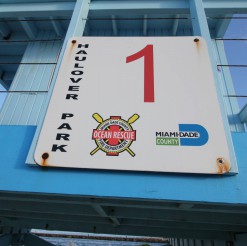 HAULOVER PARK
1
OCEAN RESCUE
MIAMI-DADE
COUNTY